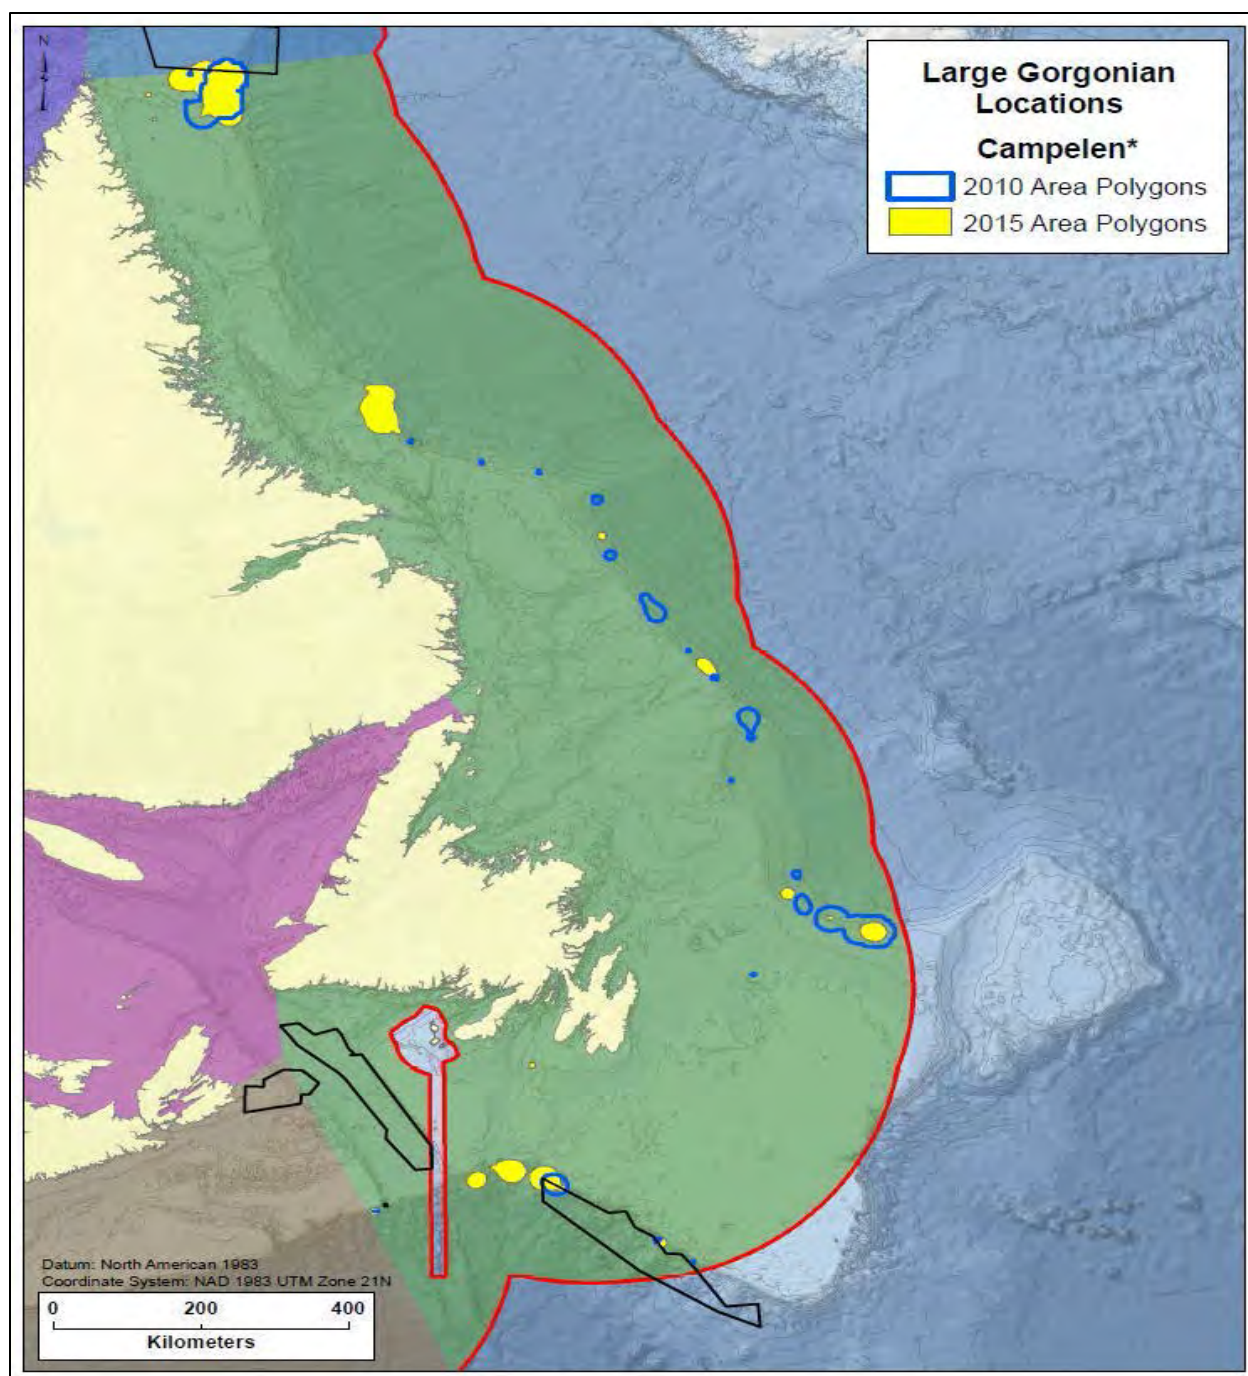 N
Large Gorgonian
Locations
Campelen*
2010 Area Polygons
2015 Area Polygons
Datum: North American 1983
Coordinate System: NAD 1983 UTM Zone 21N
0 200 400
Kilometers